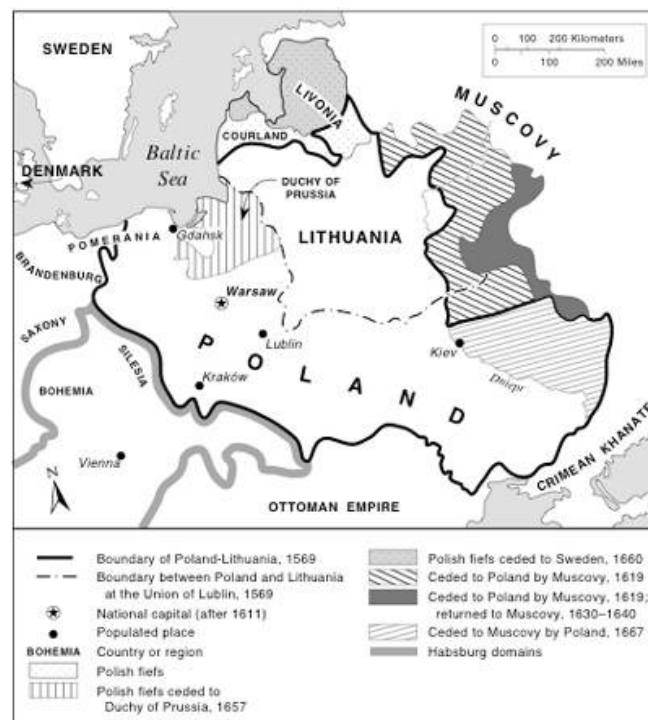 SWEDEN
0 100 200 Kilometers
0 100 200 Miles
MUSCOVY
LIVONIA
COURLAND
Baltic
Sea
DENMARK
DUCHY OF
PRUSSIA
LITHUANIA
POMERANIA
Gdańsk
BRANDENBURG
Warsaw
SAXONY
Lublin
SILESIA
POLAND
Kiev
Dniepr
BOHEMIA
Kraków
Vienna
N
CRIMEAN KHANATE
OTTOMAN EMPIRE
Boundary of Poland-Lithuania, 1569
Boundary between Poland and Lithuania
at the Union of Lublin, 1569
National capital (after 1611)
Populated place
BOHEMIA Country or region
Polish fiefs
Polish fiefs ceded to
Duchy of Prussia, 1657
Polish fiefs ceded to Sweden, 1660
Ceded to Poland by Muscovy, 1619
Ceded to Poland by Muscovy, 1619;
returned to Muscovy, 1630–1640
Ceded to Muscovy by Poland, 1667
Habsburg domains